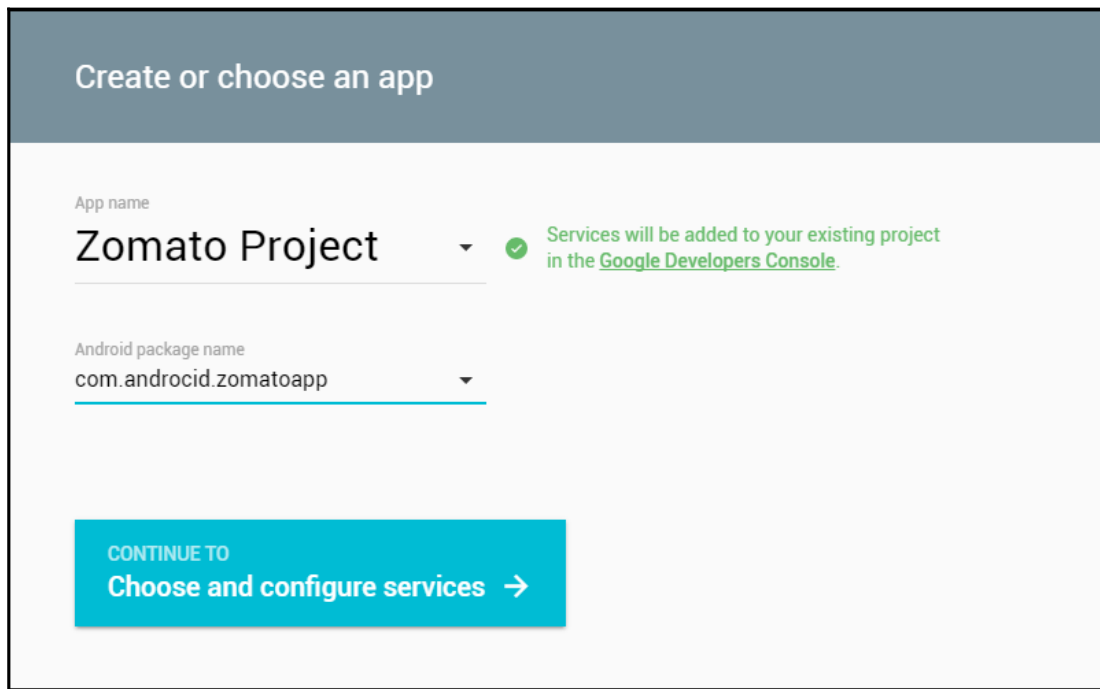 Create or choose an app
App name
Zomato Project
Services will be added to your existing project
in the Google Developers Console.
Android package name
com.androcid.zomatoapp
CONTINUE TO
Choose and configure services →